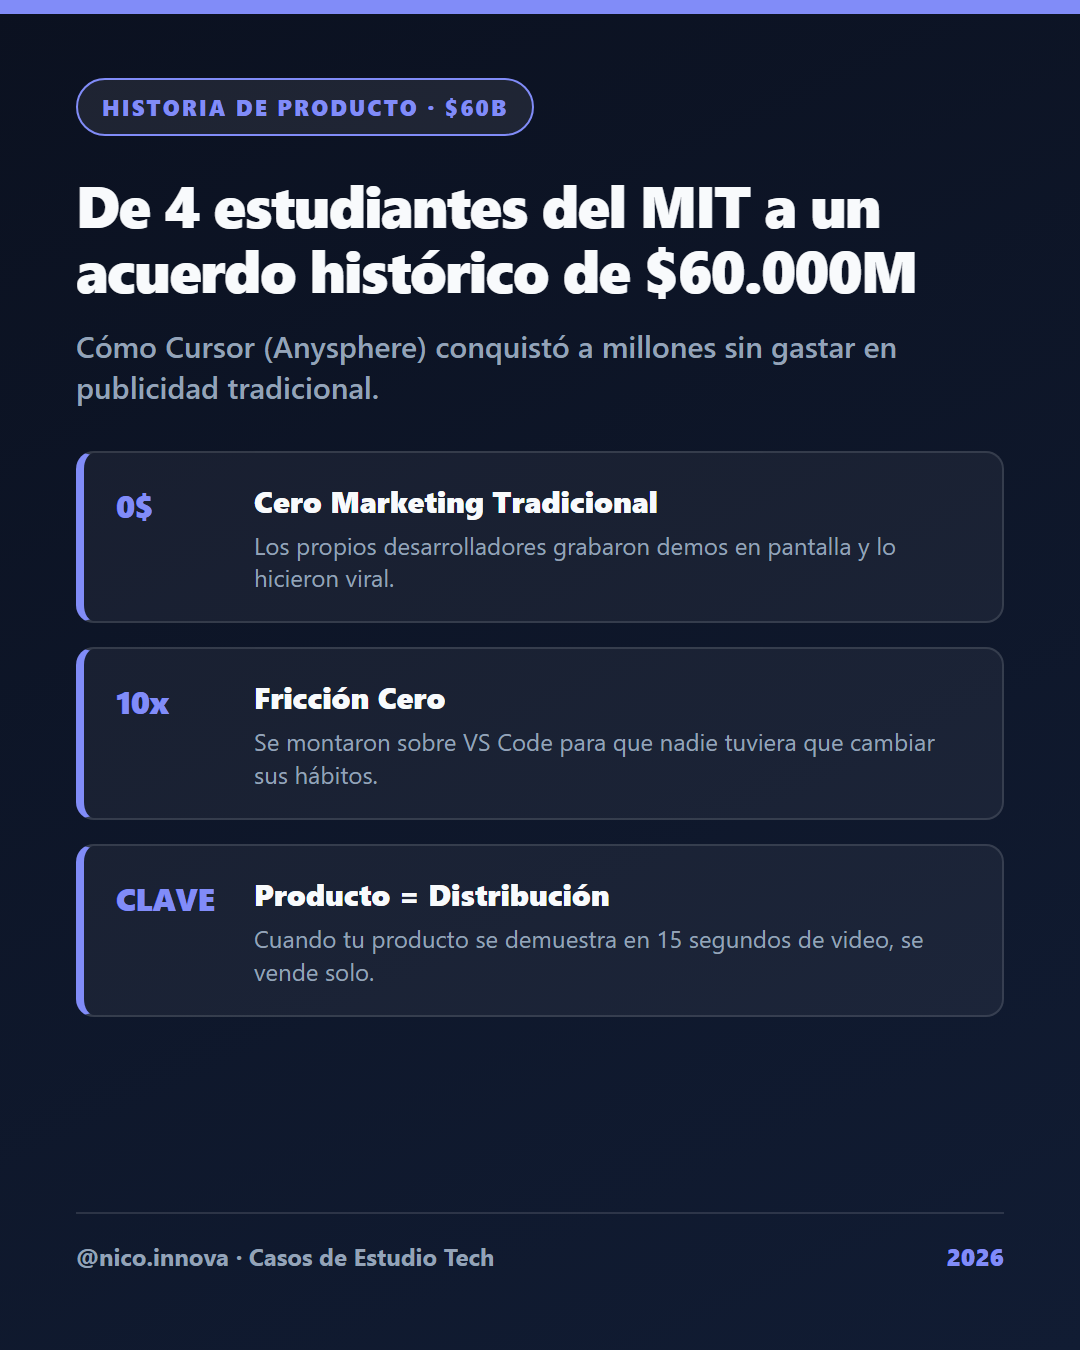 HISTORIA DE PRODUCTO · $60B
De 4 estudiantes del MIT a un
acuerdo histórico de $60.000M
Cómo Cursor (Anysphere) conquistó a millones sin gastar en
publicidad tradicional.
0$
Cero Marketing Tradicional
Los propios desarrolladores grabaron demos en pantalla y lo
hicieron viral.
10x
Fricción Cero
Se montaron sobre VS Code para que nadie tuviera que cambiar
sus hábitos.
CLAVE
Producto = Distribución
Cuando tu producto se demuestra en 15 segundos de video, se
vende solo.
@nico.innova · Casos de Estudio Tech
2026